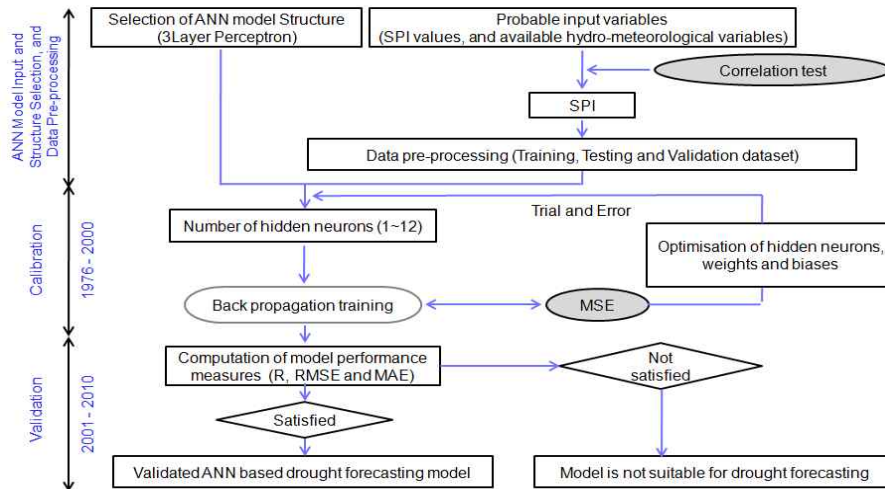 Selection of ANN model Structure
(3Layer Perceptron)
Probable input variables
(SPI values, and available hydro-meteorological variables)
Correlation test
SPI
Data pre-processing (Training, Testing and Validation dataset)
ANN Model Input and
Structure Selection, and
Data Pre-processing
Trial and Error
Number of hidden neurons (1~12)
Optimisation of hidden neurons,
weights and biases
Back propagation training
MSE
Calibration
1976 - 2000
Computation of model performance
measures (R, RMSE and MAE)
Not
satisfied
Satisfied
Validation
2001 - 2010
Validated ANN based drought forecasting model
Model is not suitable for drought forecasting